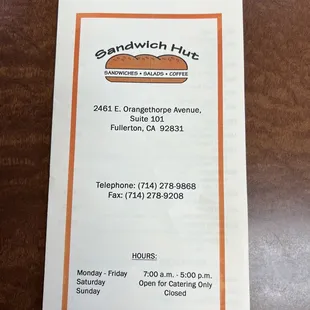 Sandwich Hut
SANDWICHES • SALADS • COFFEE
2461 E. Orangethorpe Avenue,
Suite 101
Fullerton, CA 92831
Telephone: (714) 278-9868
Fax: (714) 278-9208
HOURS:
Monday - Friday 7:00 a.m. - 5:00 p.m.
Saturday Open for Catering Only
Sunday Closed